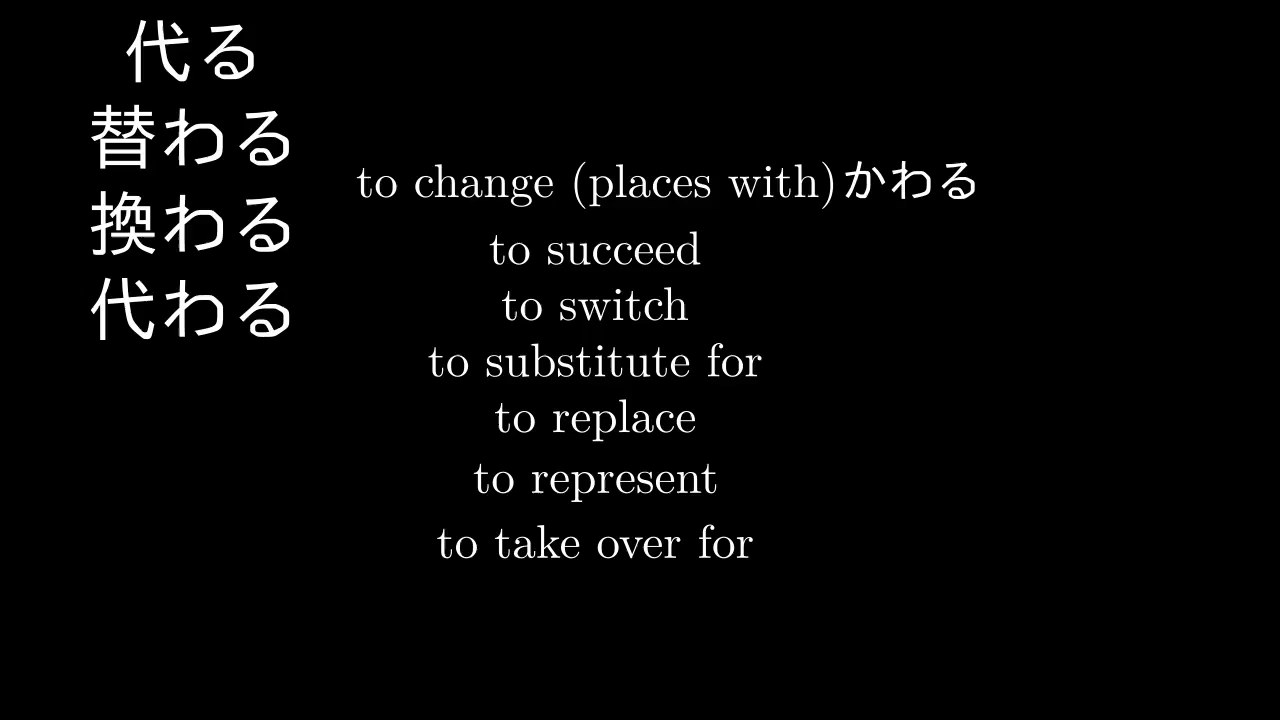 代る
替わる
換わる
代わる
to change (places with)
to succeed
to switch
to substitute for
to replace
to represent
to take over for
かわる